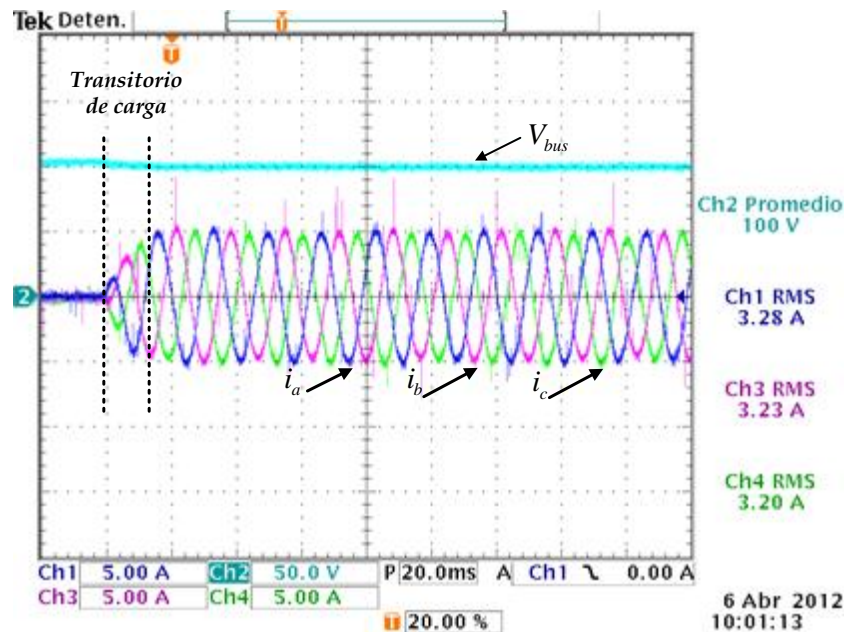 Tek Deten.
T
T
Transitorio
de carga
V_bus
Ch2 Promedio
100 V
2
Ch1 RMS
3.28 A
i_a
i_b
i_c
Ch3 RMS
3.23 A
Ch4 RMS
3.20 A
Ch1 5.00 A Ch2 50.0 V P 20.0ms A Ch1 0.00 A
Ch3 5.00 A Ch4 5.00 A
T 20.00 %
6 Abr 2012
10:01:13